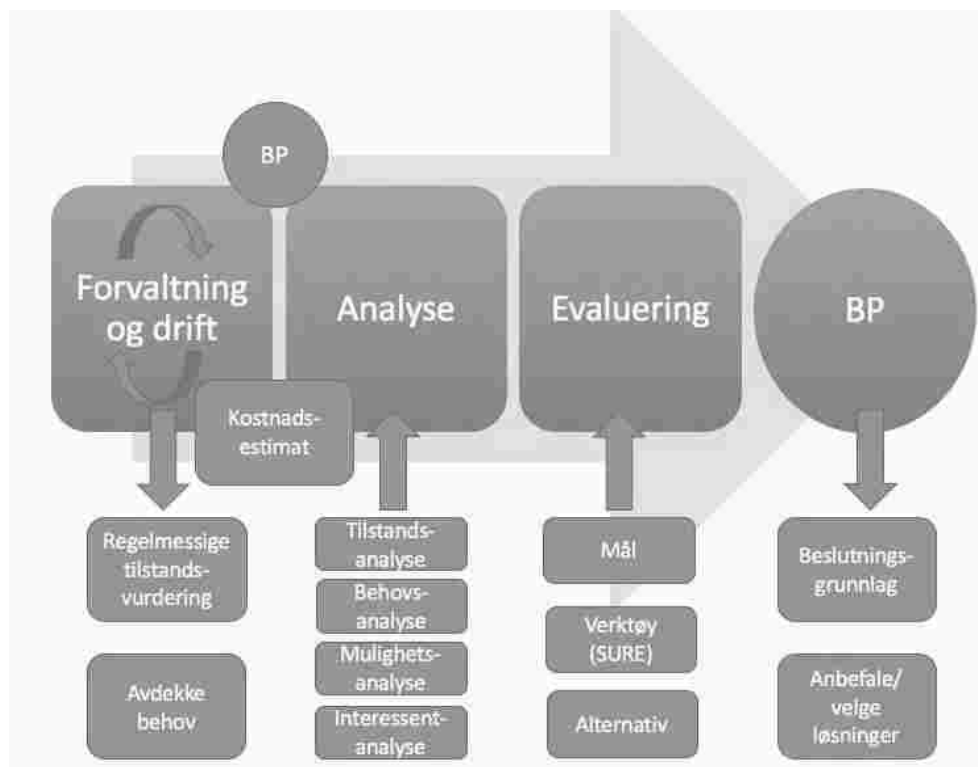 BP
Forvaltning
og drift
Analyse
Evaluering
BP
Kostnads-
estimat
Regelmessige
tilstands-
vurdering
Avdekke
behov
Tilstands-
analyse
Behovs-
analyse
Mulighets-
analyse
Interessent-
analyse
Mål
Verktøy
(SURE)
Alternativ
Beslutnings-
grunnlag
Anbefale/
velge
løsninger